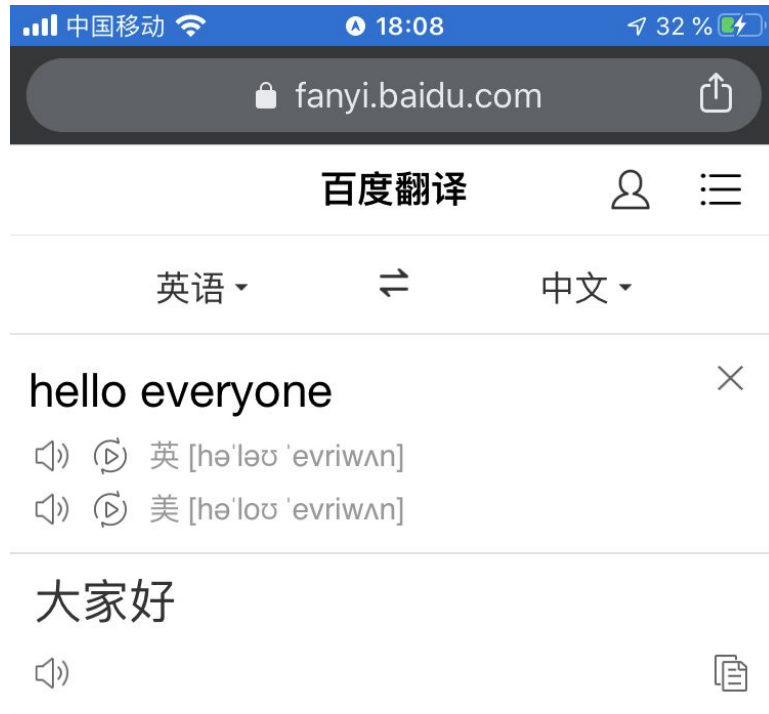 中国移动 18:08 32 %
fanyi.baidu.com
百度翻译
英语 中文
hello everyone
英 [həˈləʊ ˈevriwʌn]
美 [həˈloʊ ˈevriwʌn]
大家好